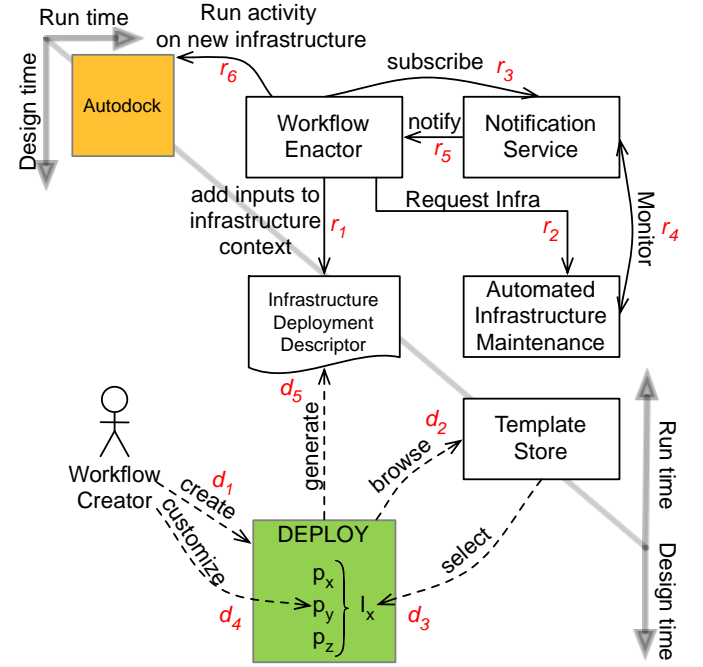 Run time
Design time
Run activity
on new infrastructure
r6
Autodock
subscribe
r3
Workflow
Enactor
notify
r5
Notification
Service
add inputs to
infrastructure
context
r1
Request Infra
r2
Monitor
r4
Infrastructure
Deployment
Descriptor
Automated
Infrastructure
Maintenance
d5
generate
d2
browse
Template
Store
Workflow
Creator
d1
create
customize
d4
DEPLOY
px
py
pz
Ix
select
d3
Run time
Design time